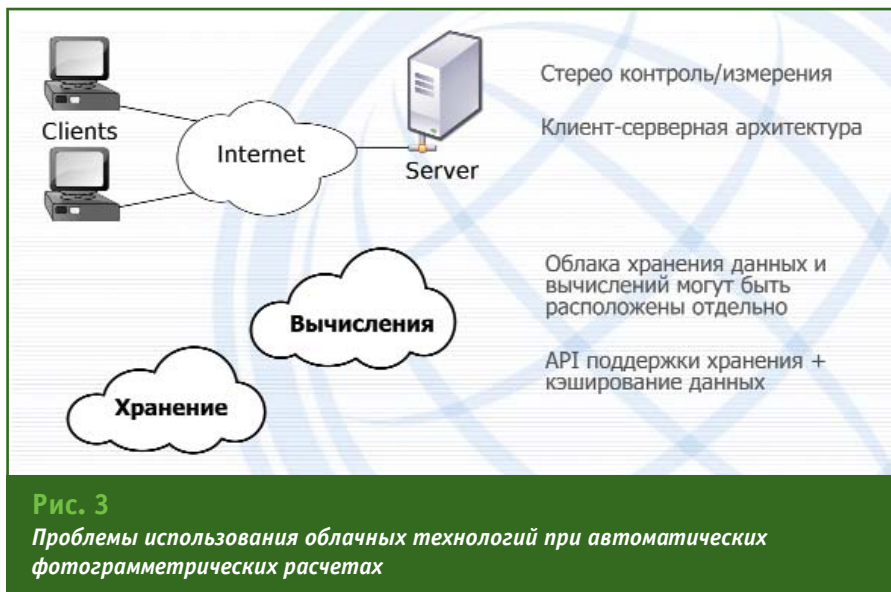 Clients
Internet
Server
Стерео контроль/измерения
Клиент-серверная архитектура
Вычисления
Хранение
Облака хранения данных и
вычислений могут быть
расположены отдельно
API поддержки хранения +
кэширование данных
Рис. 3
Проблемы использования облачных технологий при автоматических
фотограмметрических расчетах